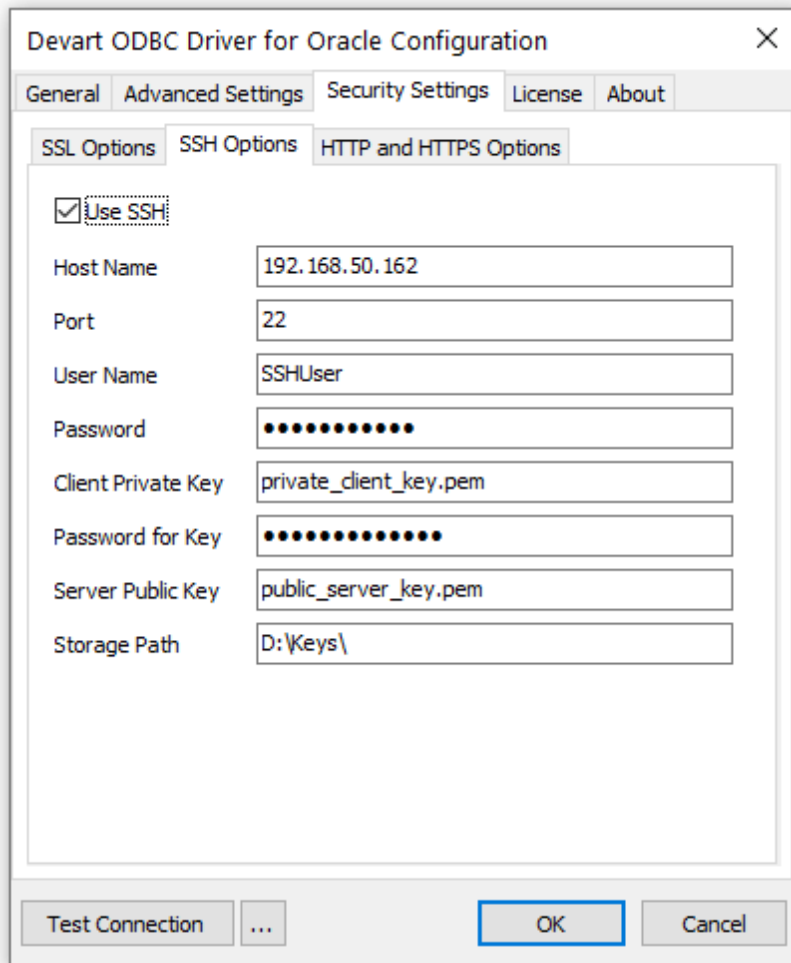 Devart ODBC Driver for Oracle Configuration
General Advanced Settings Security Settings License About
SSL Options SSH Options HTTP and HTTPS Options
Use SSH
Host Name 192.168.50.162
Port 22
User Name SSHUser
Password •••••••••••
Client Private Key private_client_key.pem
Password for Key •••••••••••••
Server Public Key public_server_key.pem
Storage Path D:\Keys\
Test Connection ... OK Cancel